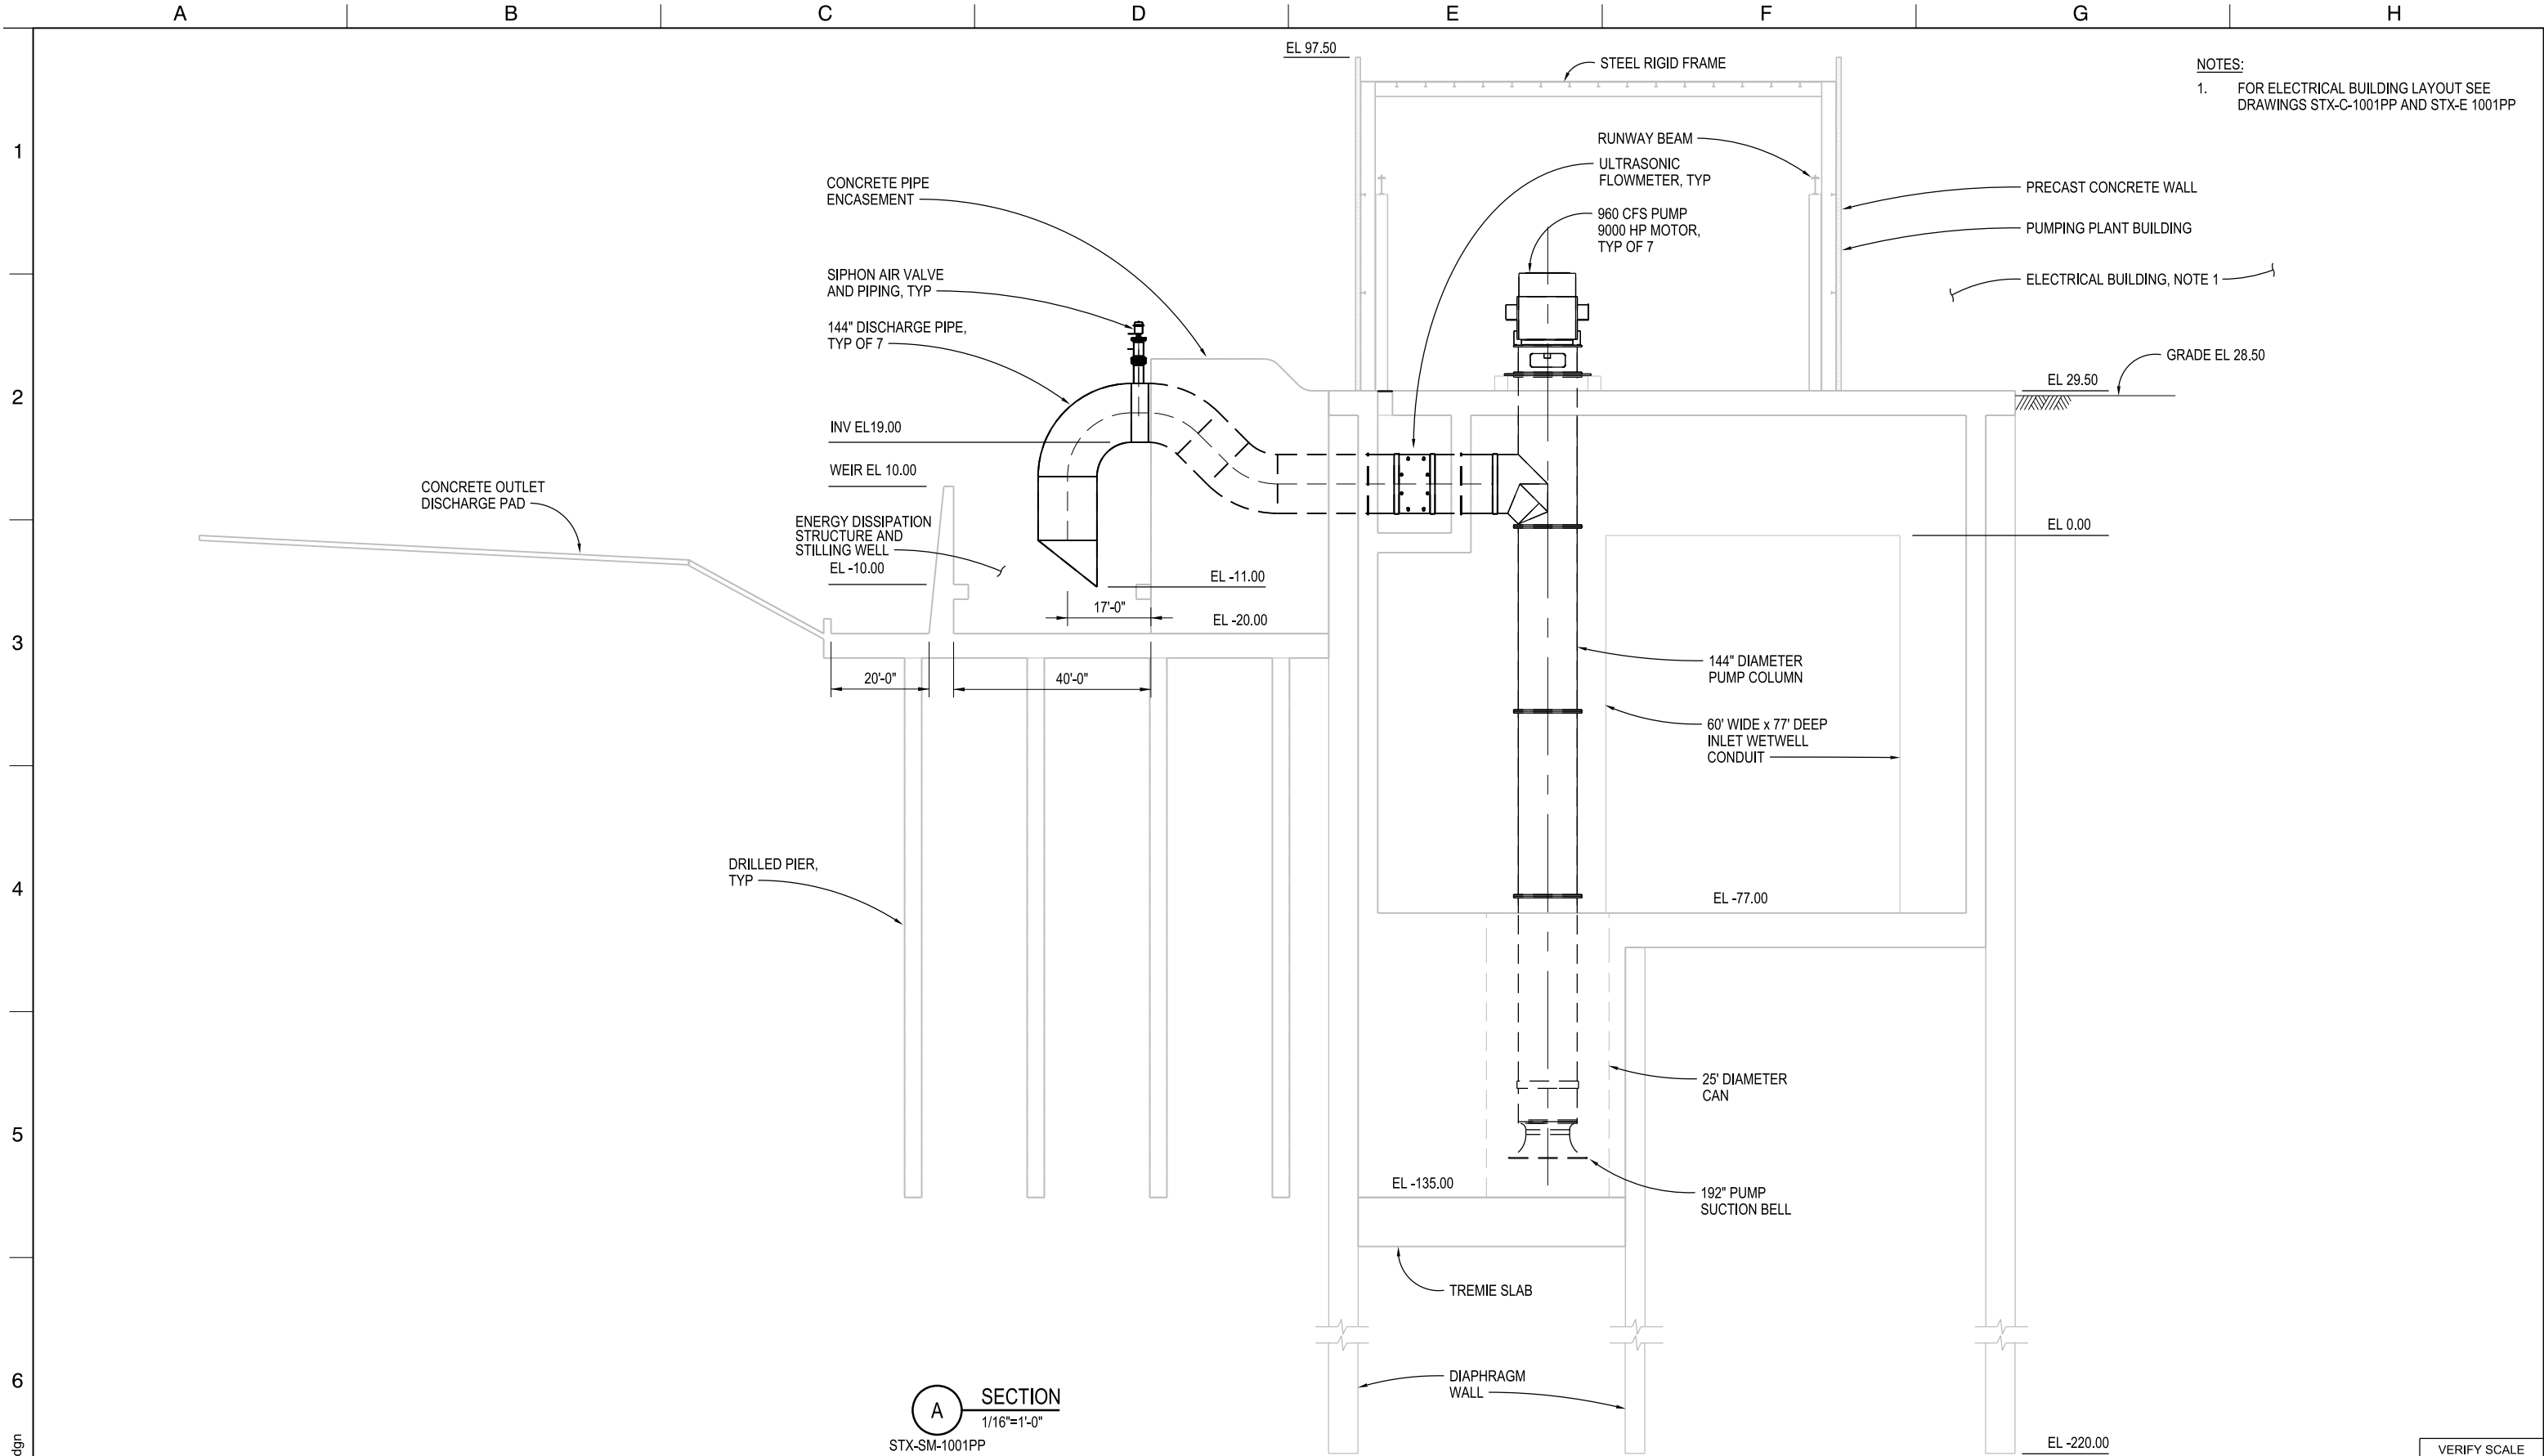 A B C D E F G H
1
2
3
4
5
6
EL 97.50
STEEL RIGID FRAME
NOTES:
1. FOR ELECTRICAL BUILDING LAYOUT SEE
DRAWINGS STX-C-1001PP AND STX-E 1001PP
RUNWAY BEAM
ULTRASONIC
FLOWMETER, TYP
CONCRETE PIPE
ENCASEMENT
PRECAST CONCRETE WALL
960 CFS PUMP
9000 HP MOTOR,
TYP OF 7
PUMPING PLANT BUILDING
SIPHON AIR VALVE
AND PIPING, TYP
ELECTRICAL BUILDING, NOTE 1
144" DISCHARGE PIPE,
TYP OF 7
GRADE EL 28.50
EL 29.50
INV EL19.00
WEIR EL 10.00
CONCRETE OUTLET
DISCHARGE PAD
ENERGY DISSIPATION
STRUCTURE AND
STILLING WELL
EL 0.00
EL -10.00
EL -11.00
17'-0"
EL -20.00
20'-0"
40'-0"
144" DIAMETER
PUMP COLUMN
60' WIDE x 77' DEEP
INLET WETWELL
CONDUIT
DRILLED PIER,
TYP
EL -77.00
25' DIAMETER
CAN
EL -135.00
192" PUMP
SUCTION BELL
TREMIE SLAB
DIAPHRAGM
WALL
A
SECTION
1/16"=1'-0"
STX-SM-1001PP
EL -220.00
VERIFY SCALE
dgn